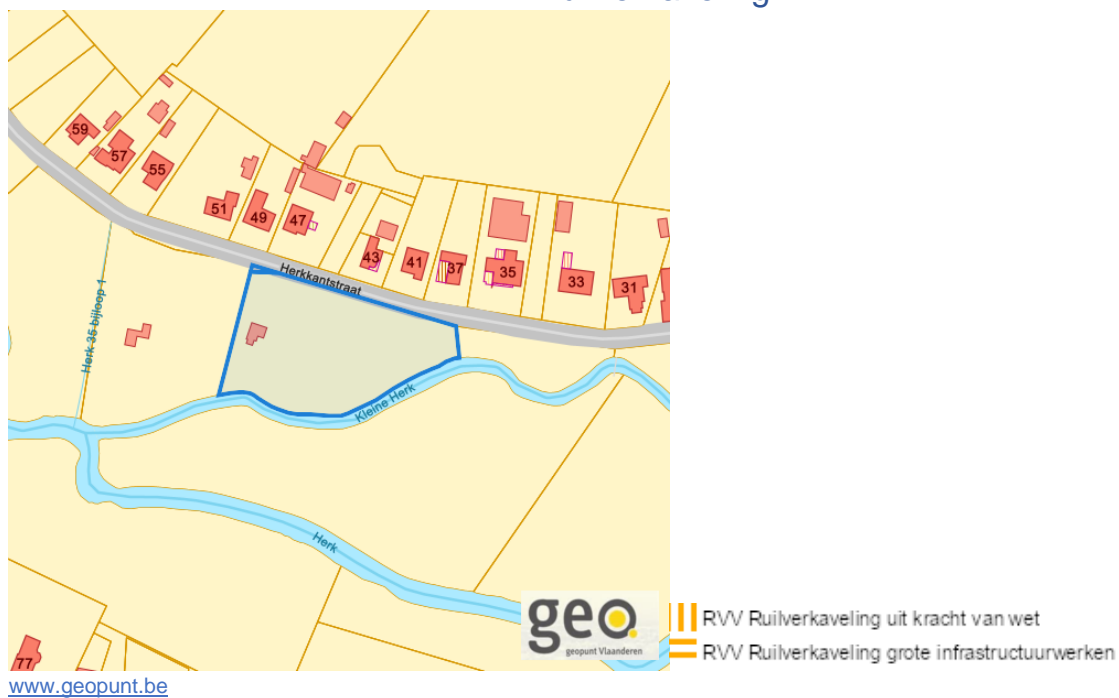 59
57
55
51
49
47
43
41
37
35
33
31
Herkkantstraat
Herk 35 bijloop 1
Kleine Herk
Herk
77
geo.
geopunt Vlaanderen
RVV Ruilverkaveling uit kracht van wet
RVV Ruilverkaveling grote infrastructuurwerken
www.geopunt.be